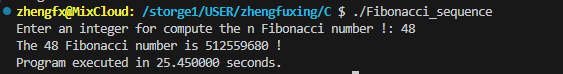 zhengfx@MixCloud: /storge1/USER/zhengfuxing/C $ ./Fibonacci_sequence
Enter an integer for compute the n Fibonacci number !: 48
The 48 Fibonacci number is 512559680 !
Program executed in 25.450000 seconds.